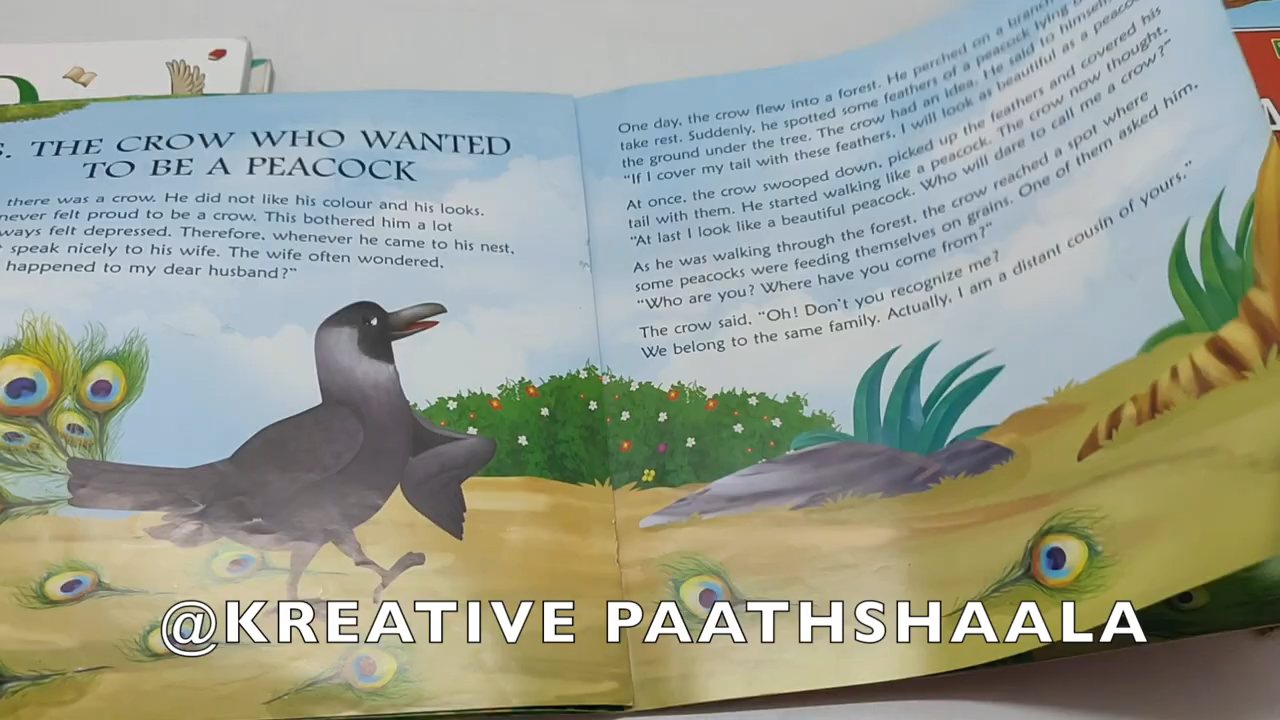 . THE CROW WHO WANTED
TO BE A PEACOCK
there was a crow. He did not like his colour and his looks.
never felt proud to be a crow. This bothered him a lot
ways felt depressed. Therefore, whenever he came to his nest,
speak nicely to his wife. The wife often wondered,
happened to my dear husband?"
One day, the crow flew into a forest. He perched on a branch
take rest. Suddenly, he spotted some feathers of a peacock lying
the ground under the tree. The crow had an idea. He said to himself,
"If I cover my tail with these feathers, I will look as beautiful as a peacoc
At once, the crow swooped down, picked up the feathers and covered his
tail with them. He started walking like a peacock. The crow now thought,
"At last I look like a beautiful peacock. Who will dare to call me a crow?"
As he was walking through the forest, the crow reached a spot where
some peacocks were feeding themselves on grains. One of them asked him,
"Who are you? Where have you come from?"
The crow said, "Oh! Don't you recognize me?
We belong to the same family. Actually, I am a distant cousin of yours."
@KREATIVE PAATHSHAALA